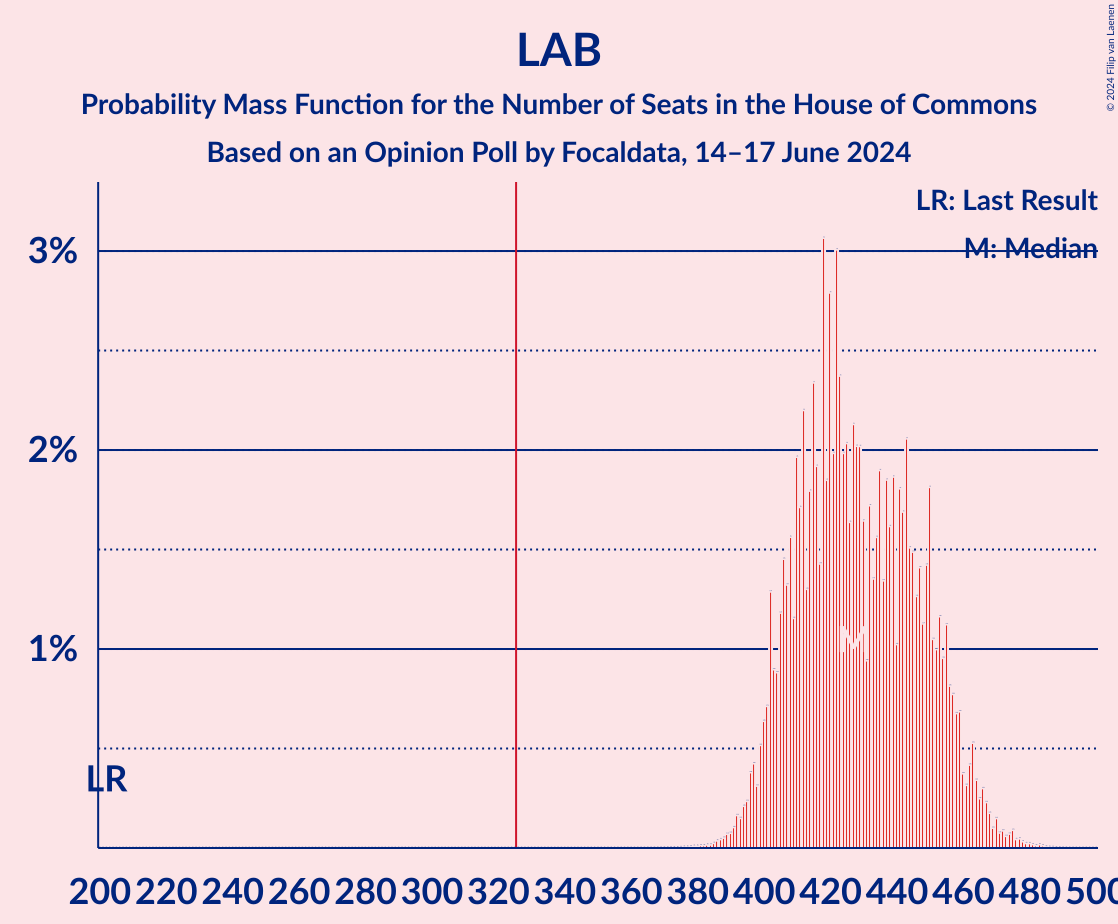 LAB
Probability Mass Function for the Number of Seats in the House of Commons
Based on an Opinion Poll by Focaldata, 14–17 June 2024
© 2024 Filip van Laenen
LR: Last Result
M: Median
3%
2%
1%
LR
M
200 220 240 260 280 300 320 340 360 380 400 420 440 460 480 500